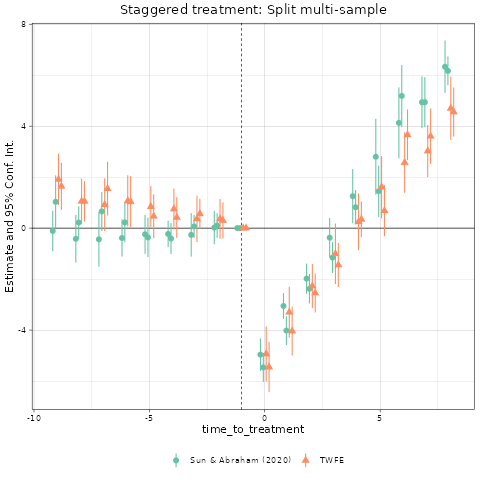 Staggered treatment: Split multi-sample
Estimate and 95% Conf. Int.
8
4
0
-4
-10
-5
0
5
time_to_treatment
Sun & Abraham (2020)
TWFE